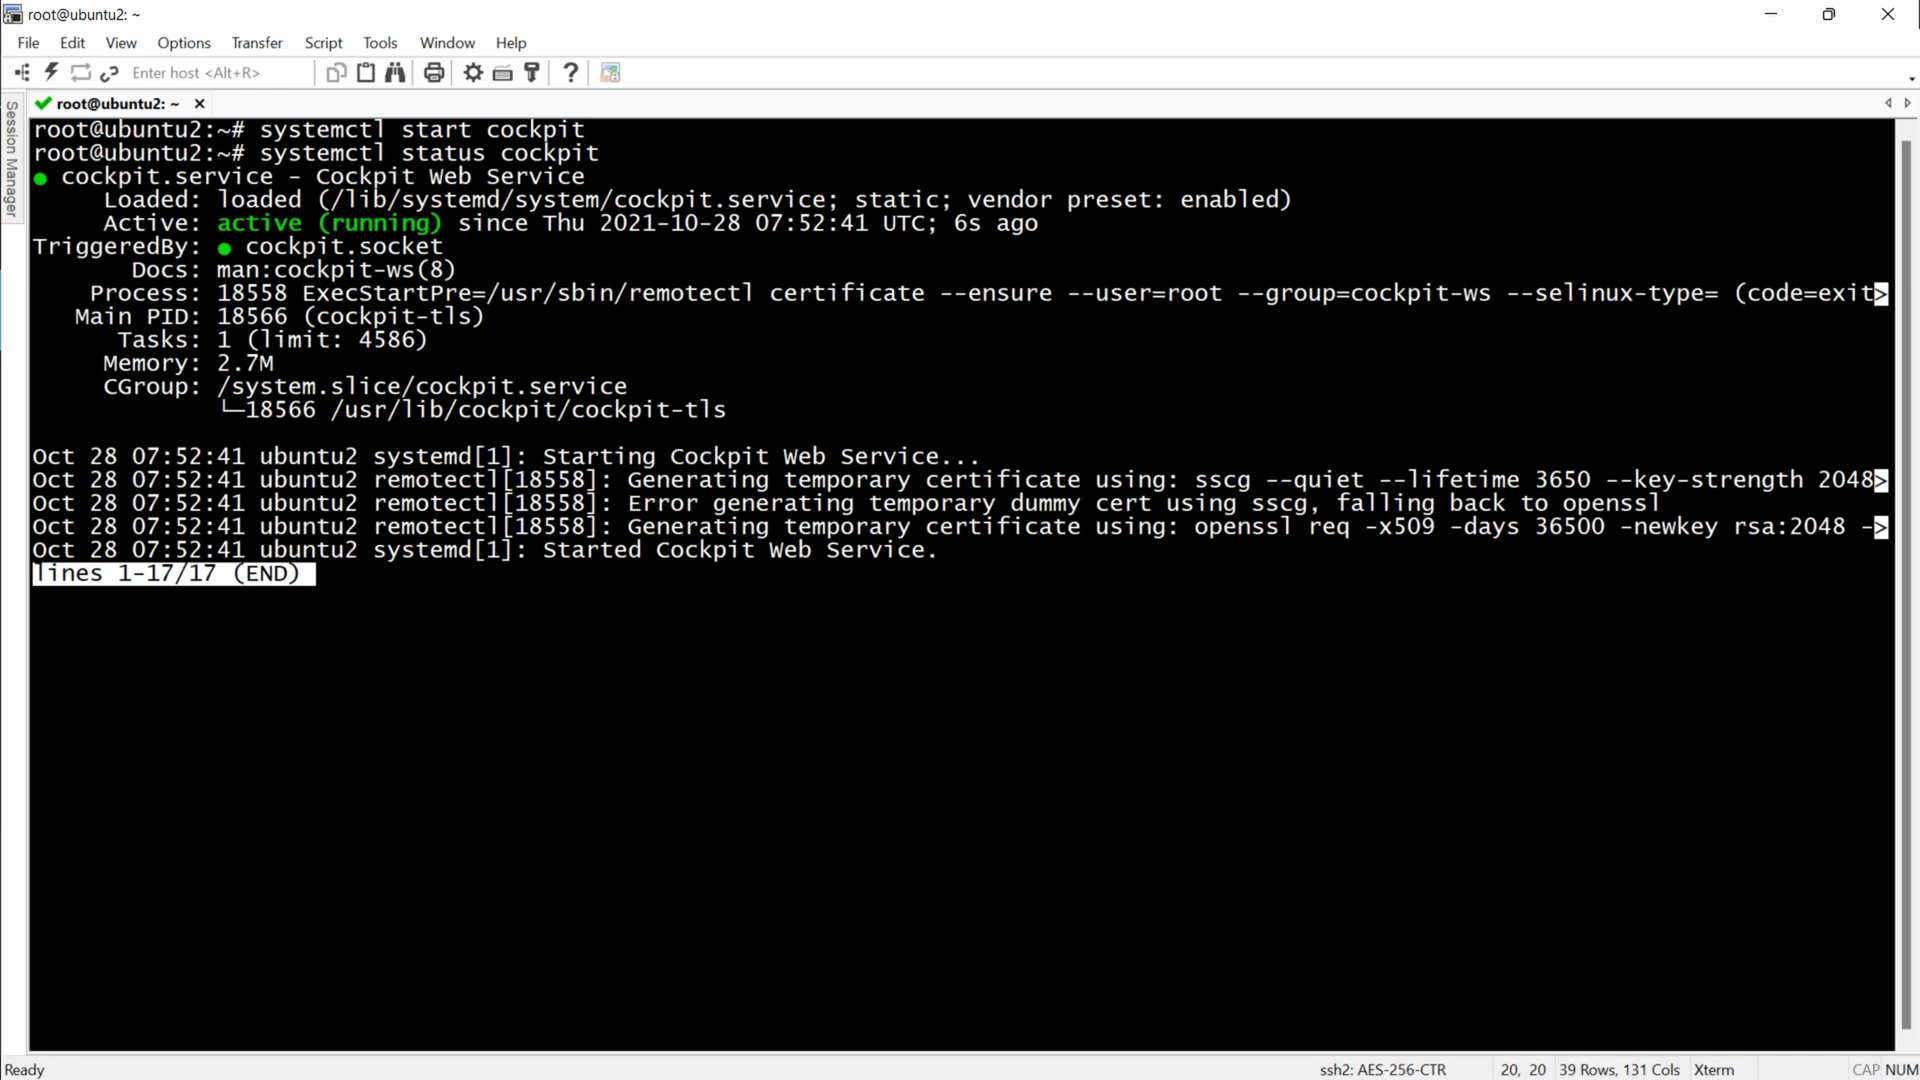 root@ubuntu2: ~
File Edit View Options Transfer Script Tools Window Help
Enter host <Alt+R>
root@ubuntu2: ~
Session Manager
root@ubuntu2:~# systemctl start cockpit
root@ubuntu2:~# systemctl status cockpit
● cockpit.service - Cockpit Web Service
Loaded: loaded (/lib/systemd/system/cockpit.service; static; vendor preset: enabled)
Active: active (running) since Thu 2021-10-28 07:52:41 UTC; 6s ago
TriggeredBy: ● cockpit.socket
Docs: man:cockpit-ws(8)
Process: 18558 ExecStartPre=/usr/sbin/remotectl certificate --ensure --user=root --group=cockpit-ws --selinux-type= (code=exit>
Main PID: 18566 (cockpit-tls)
Tasks: 1 (limit: 4586)
Memory: 2.7M
CGroup: /system.slice/cockpit.service
└─18566 /usr/lib/cockpit/cockpit-tls
Oct 28 07:52:41 ubuntu2 systemd[1]: Starting Cockpit Web Service...
Oct 28 07:52:41 ubuntu2 remotectl[18558]: Generating temporary certificate using: sscg --quiet --lifetime 3650 --key-strength 2048>
Oct 28 07:52:41 ubuntu2 remotectl[18558]: Error generating temporary dummy cert using sscg, falling back to openssl
Oct 28 07:52:41 ubuntu2 remotectl[18558]: Generating temporary certificate using: openssl req -x509 -days 36500 -newkey rsa:2048 ->
Oct 28 07:52:41 ubuntu2 systemd[1]: Started Cockpit Web Service.
lines 1-17/17 (END)
Ready ssh2: AES-256-CTR 20, 20 39 Rows, 131 Cols Xterm CAP NUM